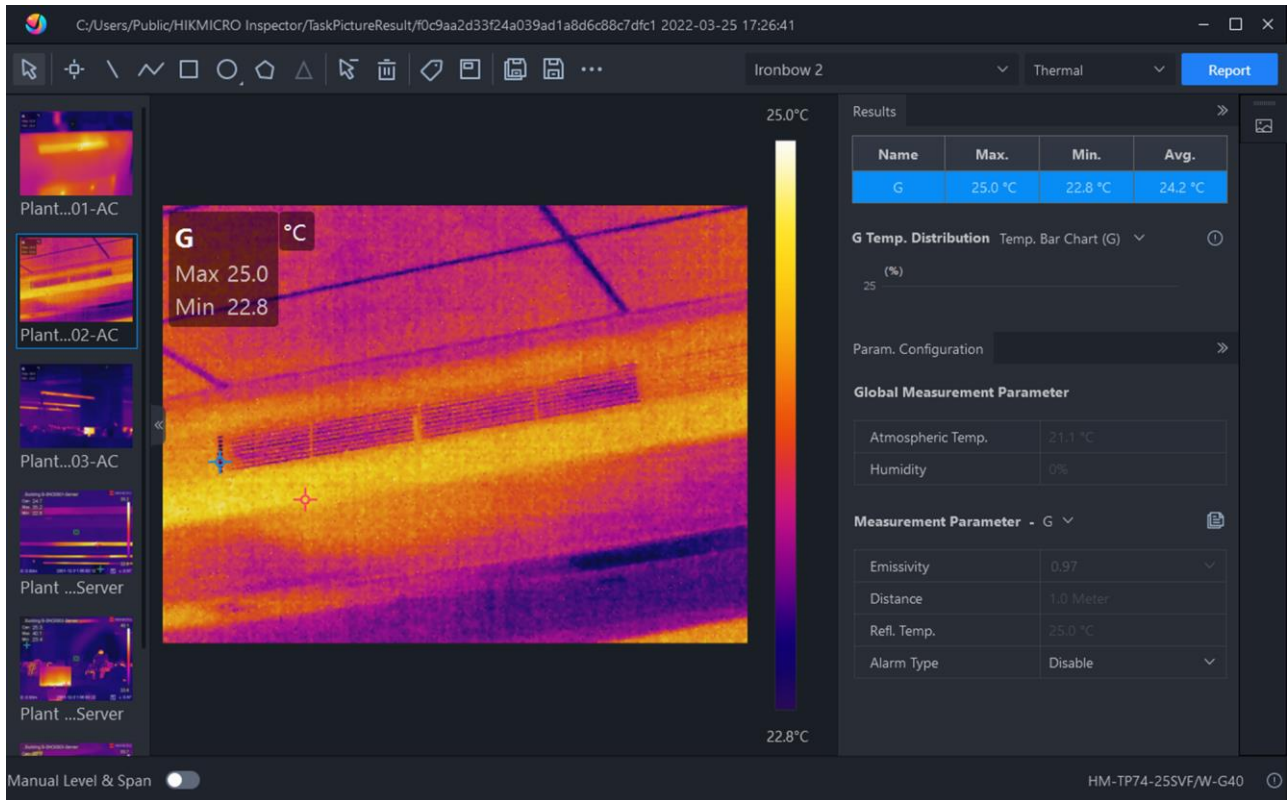 C:/Users/Public/HIKMICRO Inspector/TaskPictureResult/f0c9aa2d33f24a039ad1a8d6c88c7dfc1 2022-03-25 17:26:41
Ironbow 2
Thermal
Report
Plant...01-AC
Plant...02-AC
Plant...03-AC
Plant ...Server
Plant ...Server
25.0°C
G °C
Max 25.0
Min 22.8
22.8°C
Results
Name Max. Min. Avg.
G 25.0 °C 22.8 °C 24.2 °C
G Temp. Distribution Temp. Bar Chart (G)
(%)
25
Param. Configuration
Global Measurement Parameter
Atmospheric Temp. 21.1 °C
Humidity 0%
Measurement Parameter - G
Emissivity 0.97
Distance 1.0 Meter
Refl. Temp. 25.0 °C
Alarm Type Disable
Manual Level & Span
HM-TP74-25SVF/W-G40